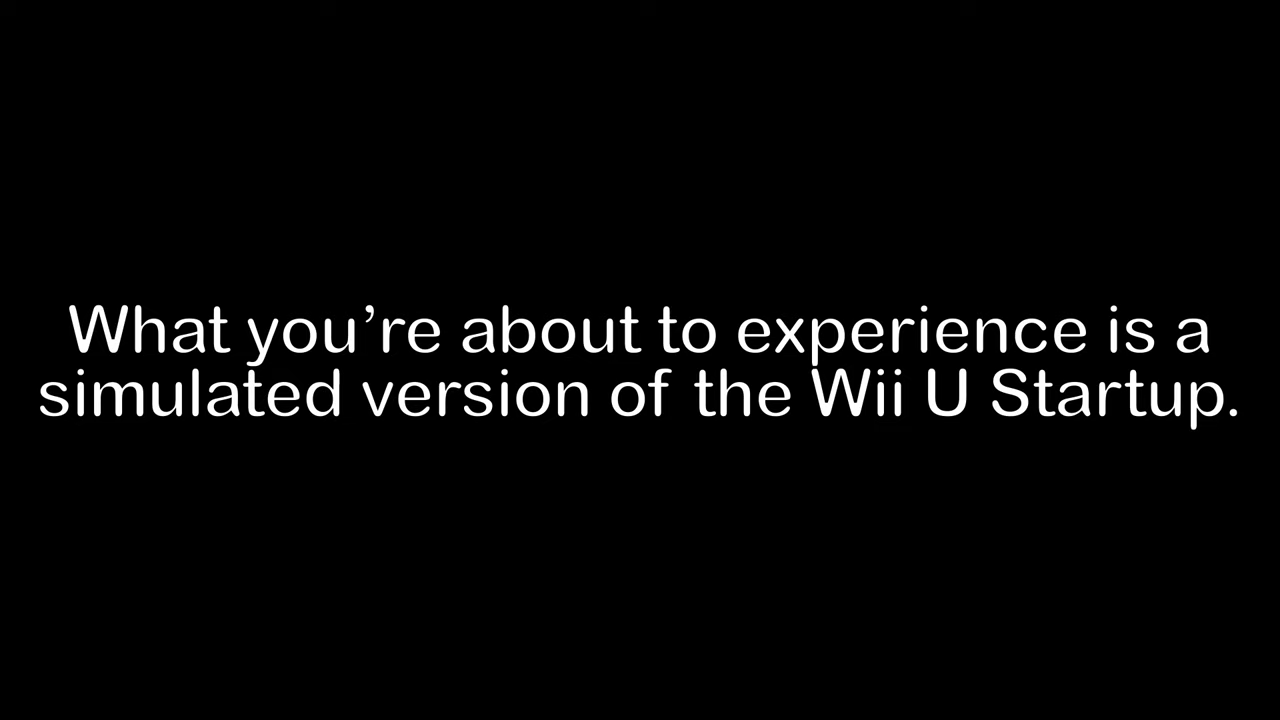 What you’re about to experience is a
simulated version of the Wii U Startup.